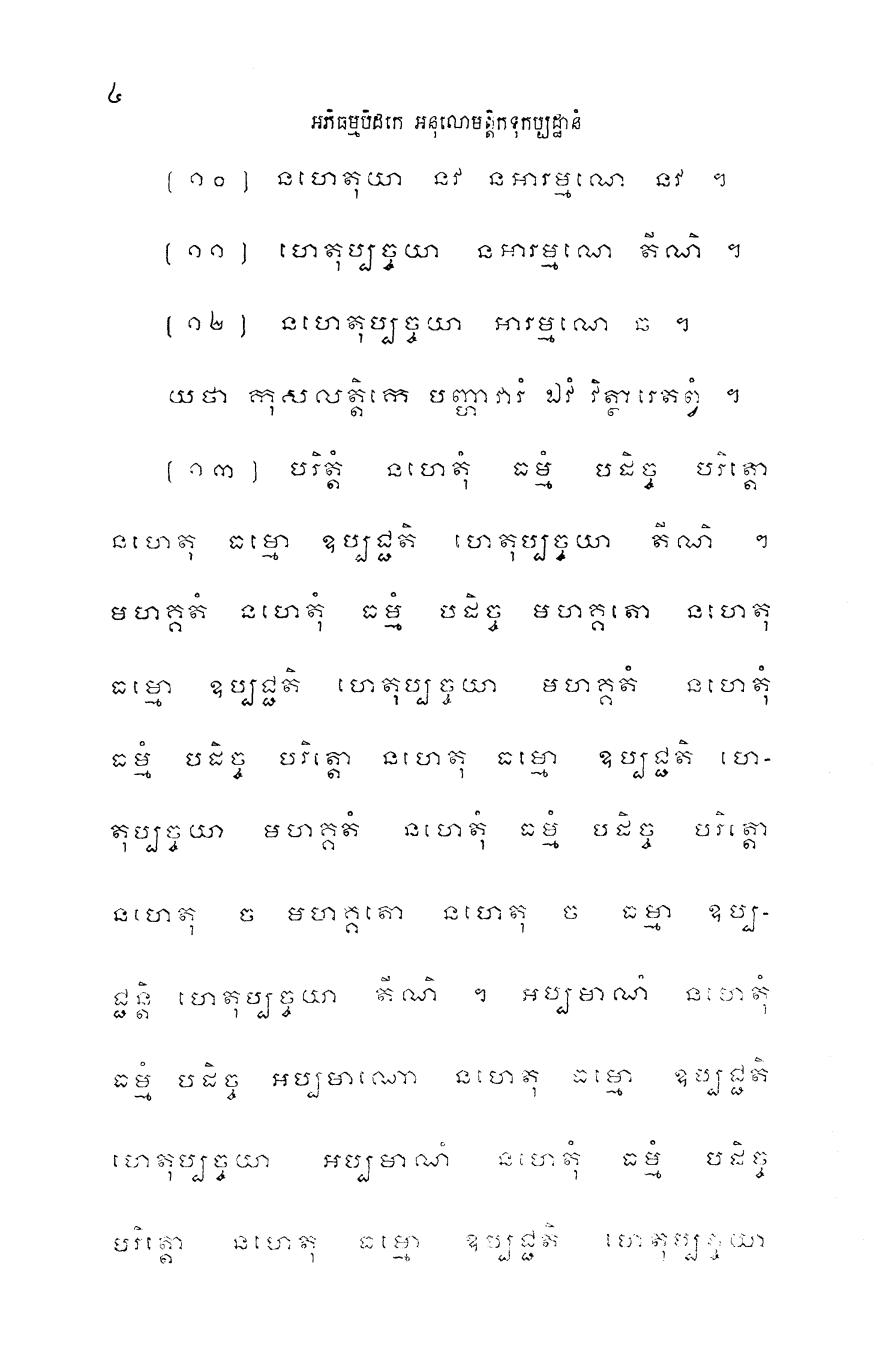 ៤
អភិធម្មបិដកេ អនុលោមត្តិកទុកប្បដ្ឋានំ
[ ១០ ] នហេតុយា នវ នអារម្មណេ នវ ។
[ ១១ ] ហេតុប្បច្ចយា នអារម្មណេ តីណិ ។
[ ១២ ] នហេតុប្បច្ចយា អារម្មណេ ឆ ។
យថា កុសលត្តិកេ បញ្ហាវារំ ឯវំ វិត្ថារេតព្វំ ។
[ ១៣ ] បរិត្តំ នហេតុំ ធម្មំ បដិច្ច បរិត្តោ
នហេតុ ធម្មោ ឧប្បជ្ជតិ ហេតុប្បច្ចយា តីណិ ។
មហគ្គតំ នហេតុំ ធម្មំ បដិច្ច មហគ្គតោ នហេតុ
ធម្មោ ឧប្បជ្ជតិ ហេតុប្បច្ចយា មហគ្គតំ នហេតុំ
ធម្មំ បដិច្ច បរិត្តោ នហេតុ ធម្មោ ឧប្បជ្ជតិ ហេ-
តុប្បច្ចយា មហគ្គតំ នហេតុំ ធម្មំ បដិច្ច បរិត្តោ
នហេតុ ច មហគ្គតោ នហេតុ ច ធម្មា ឧប្ប-
ជ្ជន្តិ ហេតុប្បច្ចយា តីណិ ។ អប្បមាណំ នហេតុំ
ធម្មំ បដិច្ច អប្បមាណោ នហេតុ ធម្មោ ឧប្បជ្ជតិ
ហេតុប្បច្ចយា អប្បមាណំ នហេតុំ ធម្មំ បដិច្ច
បរិត្តោ នហេតុ ធម្មោ ឧប្បជ្ជតិ ហេតុប្បច្ចយា